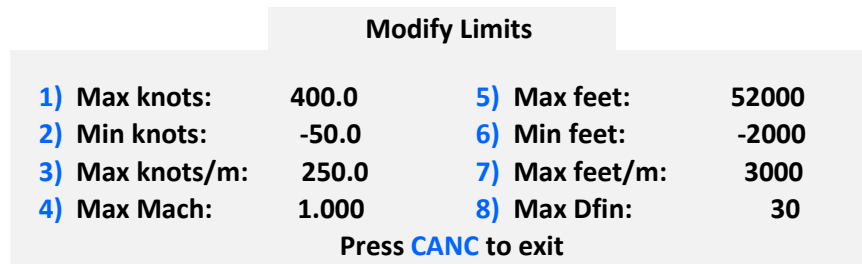 Modify Limits
1) Max knots: 400.0 5) Max feet: 52000
2) Min knots: -50.0 6) Min feet: -2000
3) Max knots/m: 250.0 7) Max feet/m: 3000
4) Max Mach: 1.000 8) Max Dfin: 30
Press CANC to exit